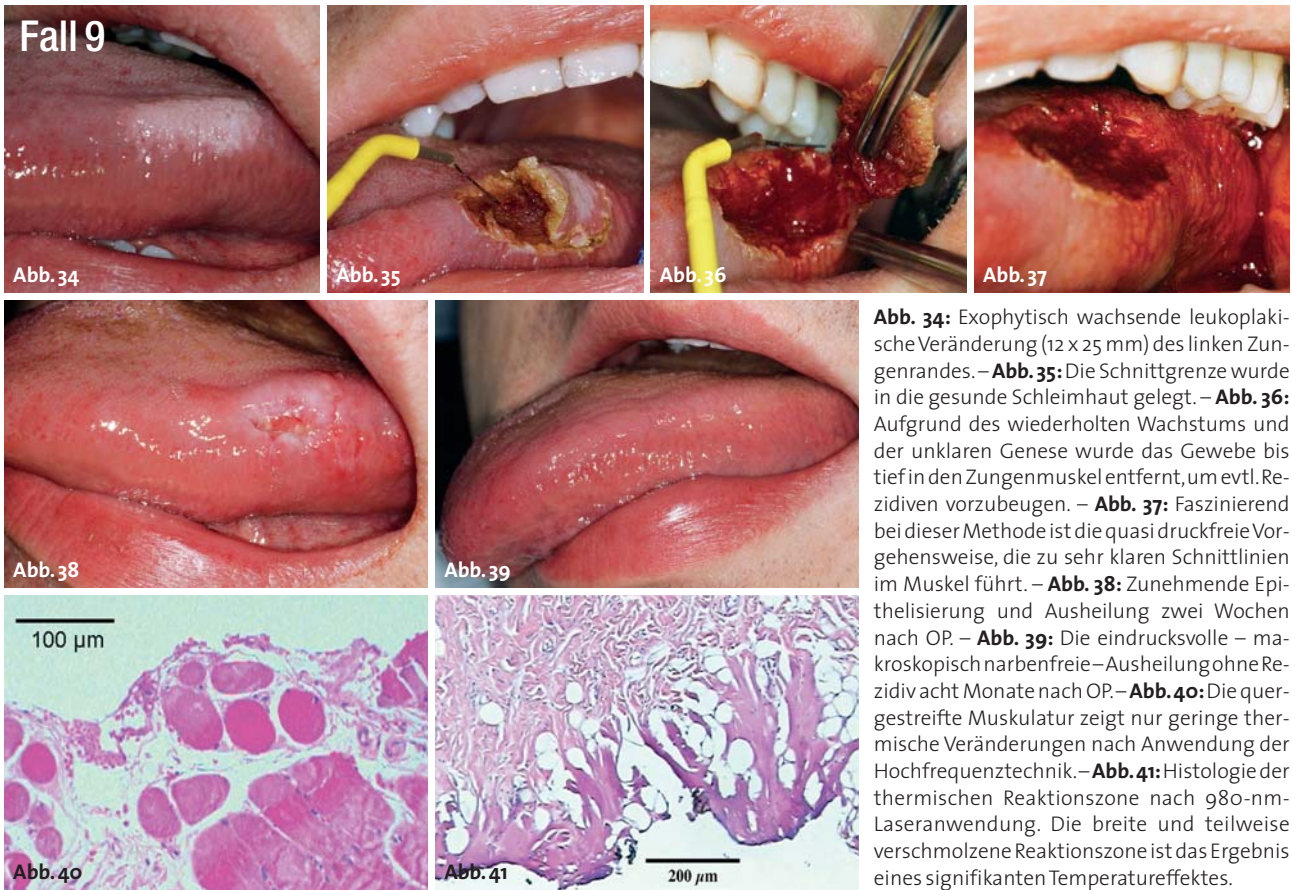 Fall 9
Abb. 34
Abb. 35
Abb. 36
Abb. 37
Abb. 38
Abb. 39
100 µm
Abb. 40
Abb. 41
200 µm
Abb. 34: Exophytisch wachsende leukoplaki-
sche Veränderung (12 x 25 mm) des linken Zun-
genrandes. – Abb. 35: Die Schnittgrenze wurde
in die gesunde Schleimhaut gelegt. – Abb. 36:
Aufgrund des wiederholten Wachstums und
der unklaren Genese wurde das Gewebe bis
tief in den Zungenmuskel entfernt, um evtl. Re-
zidiven vorzubeugen. – Abb. 37: Faszinierend
bei dieser Methode ist die quasi druckfreie Vor-
gehensweise, die zu sehr klaren Schnittlinien
im Muskel führt. – Abb. 38: Zunehmende Epi-
thelisierung und Ausheilung zwei Wochen
nach OP. – Abb. 39: Die eindrucksvolle – ma-
kroskopisch narbenfreie – Ausheilung ohne Re-
zidiv acht Monate nach OP. – Abb. 40: Die quer-
gestreifte Muskulatur zeigt nur geringe ther-
mische Veränderungen nach Anwendung der
Hochfrequenztechnik. – Abb. 41: Histologie der
thermischen Reaktionszone nach 980-nm-
Laseranwendung. Die breite und teilweise
verschmolzene Reaktionszone ist das Ergebnis
eines signifikanten Temperatureffektes.